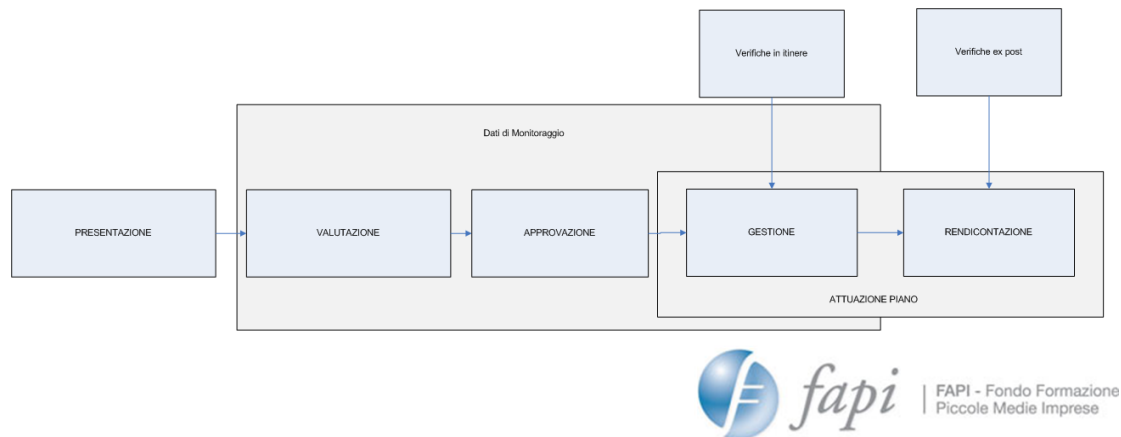 Verifiche in itinere
Verifiche ex post
Dati di Monitoraggio
PRESENTAZIONE
VALUTAZIONE
APPROVAZIONE
GESTIONE
RENDICONTAZIONE
ATTUAZIONE PIANO
fapi
FAPI - Fondo Formazione
Piccole Medie Imprese